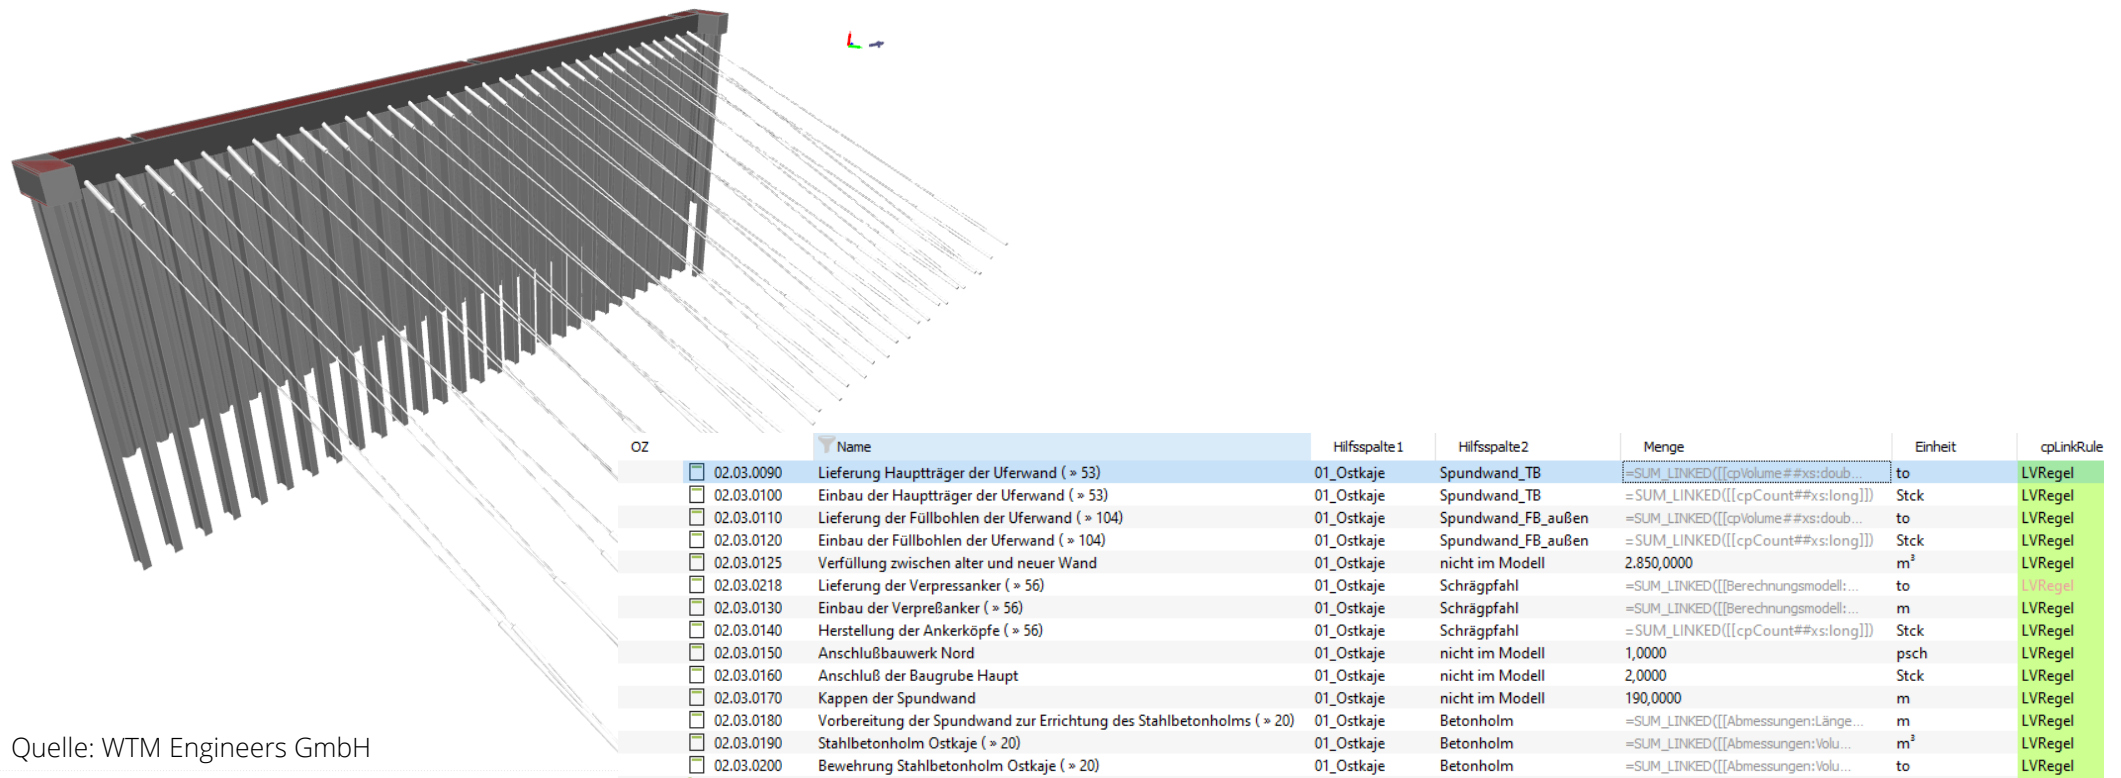 OZ Name Hilfsspalte1 Hilfsspalte2 Menge Einheit cpLinkRule
02.03.0090 Lieferung Hauptträger der Uferwand ( » 53) 01_Ostkaje Spundwand_TB =SUM_LINKED([[cpVolume##xs:doub... to LVRegel
02.03.0100 Einbau der Hauptträger der Uferwand ( » 53) 01_Ostkaje Spundwand_TB =SUM_LINKED([[cpCount##xs:long]]) Stck LVRegel
02.03.0110 Lieferung der Füllbohlen der Uferwand ( » 104) 01_Ostkaje Spundwand_FB_außen =SUM_LINKED([[cpVolume##xs:doub... to LVRegel
02.03.0120 Einbau der Füllbohlen der Uferwand ( » 104) 01_Ostkaje Spundwand_FB_außen =SUM_LINKED([[cpCount##xs:long]]) Stck LVRegel
02.03.0125 Verfüllung zwischen alter und neuer Wand 01_Ostkaje nicht im Modell 2.850,0000 m³ LVRegel
02.03.0218 Lieferung der Verpressanker ( » 56) 01_Ostkaje Schrägpfahl =SUM_LINKED([[Berechnungsmodell:... to LVRegel
02.03.0130 Einbau der Verpreßanker ( » 56) 01_Ostkaje Schrägpfahl =SUM_LINKED([[Berechnungsmodell:... m LVRegel
02.03.0140 Herstellung der Ankerköpfe ( » 56) 01_Ostkaje Schrägpfahl =SUM_LINKED([[cpCount##xs:long]]) Stck LVRegel
02.03.0150 Anschlußbauwerk Nord 01_Ostkaje nicht im Modell 1,0000 psch LVRegel
02.03.0160 Anschluß der Baugrube Haupt 01_Ostkaje nicht im Modell 2,0000 Stck LVRegel
02.03.0170 Kappen der Spundwand 01_Ostkaje nicht im Modell 190,0000 m LVRegel
02.03.0180 Vorbereitung der Spundwand zur Errichtung des Stahlbetonholms ( » 20) 01_Ostkaje Betonholm =SUM_LINKED([[Abmessungen:Länge... m LVRegel
02.03.0190 Stahlbetonholm Ostkaje ( » 20) 01_Ostkaje Betonholm =SUM_LINKED([[Abmessungen:Volu... m³ LVRegel
02.03.0200 Bewehrung Stahlbetonholm Ostkaje ( » 20) 01_Ostkaje Betonholm =SUM_LINKED([[Abmessungen:Volu... to LVRegel
Quelle: WTM Engineers GmbH